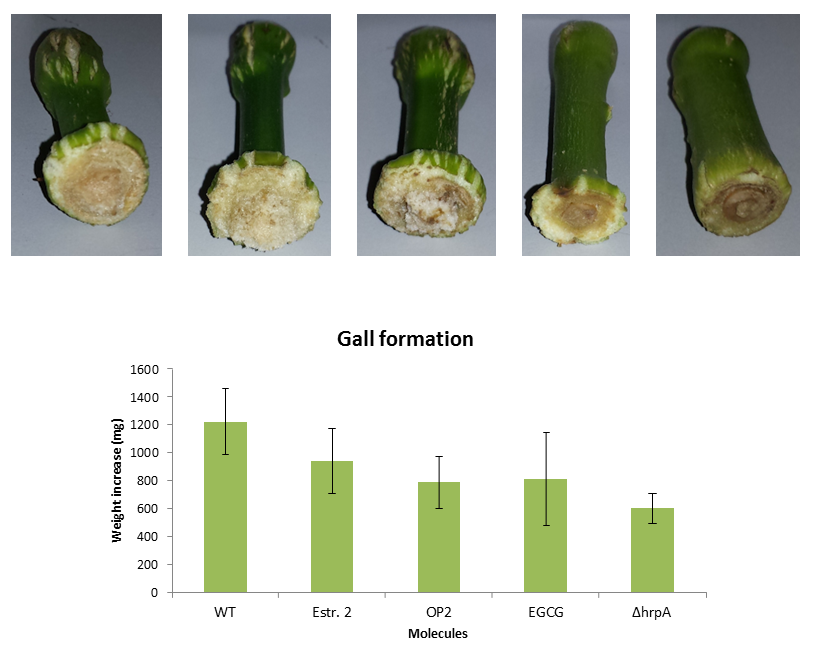 Gall formation
1600
1400
1200
1000
800
600
400
200
0
Weight increase (mg)
WT Estr. 2 OP2 EGCG ΔhrpA
Molecules